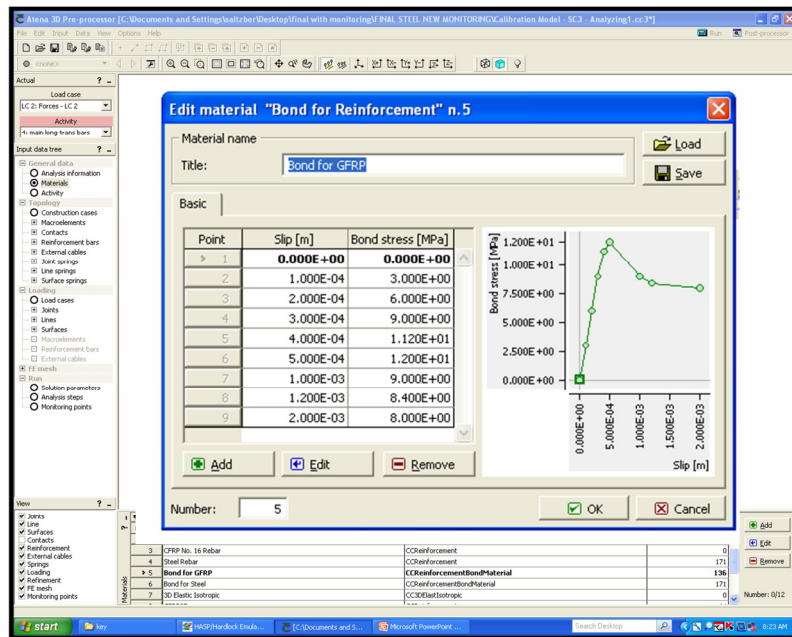 Atena 3D Pre-processor [C:\Documents and Settings\saltzber\Desktop\Final with monitoring\FINAL STEEL NEW MONITORING\Calibration Model - SC3 - Analyzing1.cc3*]
File Edit Input Data View Options Help
Run Post-processor
<none>
Actual ? -
Load case
LC 2: Forces - LC 2
Activity
4: main long-trans bars
Input data tree ? -
General data
Analysis information
Materials
Activity
Topology
Construction cases
Macroelements
Contacts
Reinforcement bars
External cables
Joint springs
Line springs
Surface springs
Loading
Load cases
Joints
Lines
Surfaces
Macroelements
Reinforcement bars
External cables
FE mesh
Run
Solution parameters
Analysis steps
Monitoring points
View ? -
Joints
Line
Surfaces
Contacts
Reinforcement
External cables
Springs
Loading
Refinement
FE mesh
Monitoring points
Edit material "Bond for Reinforcement" n.5
Material name
Title: Bond for GFRP
Load
Save
Basic
Point Slip [m] Bond stress [MPa]
1 0.000E+00 0.000E+00
2 1.000E-04 3.000E+00
3 2.000E-04 6.000E+00
4 3.000E-04 9.000E+00
5 4.000E-04 1.120E+01
6 5.000E-04 1.200E+01
7 1.000E-03 9.000E+00
8 1.200E-03 8.400E+00
9 2.000E-03 8.000E+00
Add Edit Remove
Bond stress [MPa]
1.200E+01
1.000E+01
7.500E+00
5.000E+00
2.500E+00
0.000E+00
0.000E+00 5.000E-04 1.000E-03 1.500E-03 2.000E-03
Slip [m]
Number: 5
OK Cancel
Materials
3 CFRP No. 16 Rebar CCReinforcement 0
4 Steel Rebar CCReinforcement 171
5 Bond for GFRP CCReinforcementBondMaterial 136
6 Bond for Steel CCReinforcementBondMaterial 171
7 3D Elastic Isotropic CC3DElastIsotropic 0
Add
Edit
Remove
Number: 0/12
start key HASP/Hardlock Emula... C:\Documents and S... Microsoft PowerPoint ... Search Desktop 8:23 AM